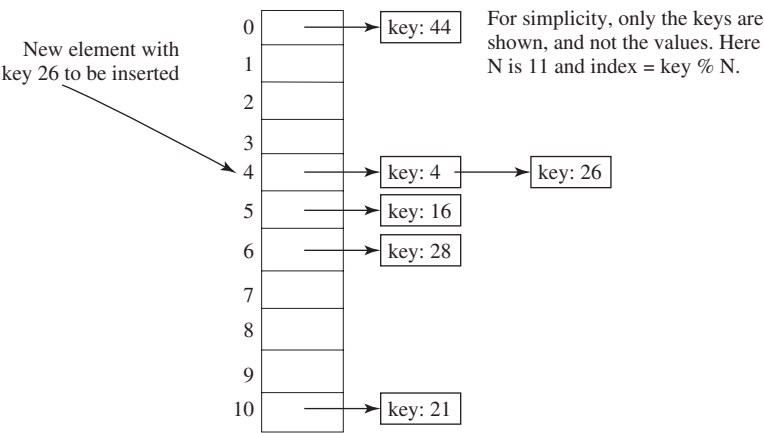 For simplicity, only the keys are
shown, and not the values. Here
N is 11 and index = key % N.
New element with
key 26 to be inserted
0
key: 44
1
2
3
4
key: 4
key: 26
5
key: 16
6
key: 28
7
8
9
10
key: 21